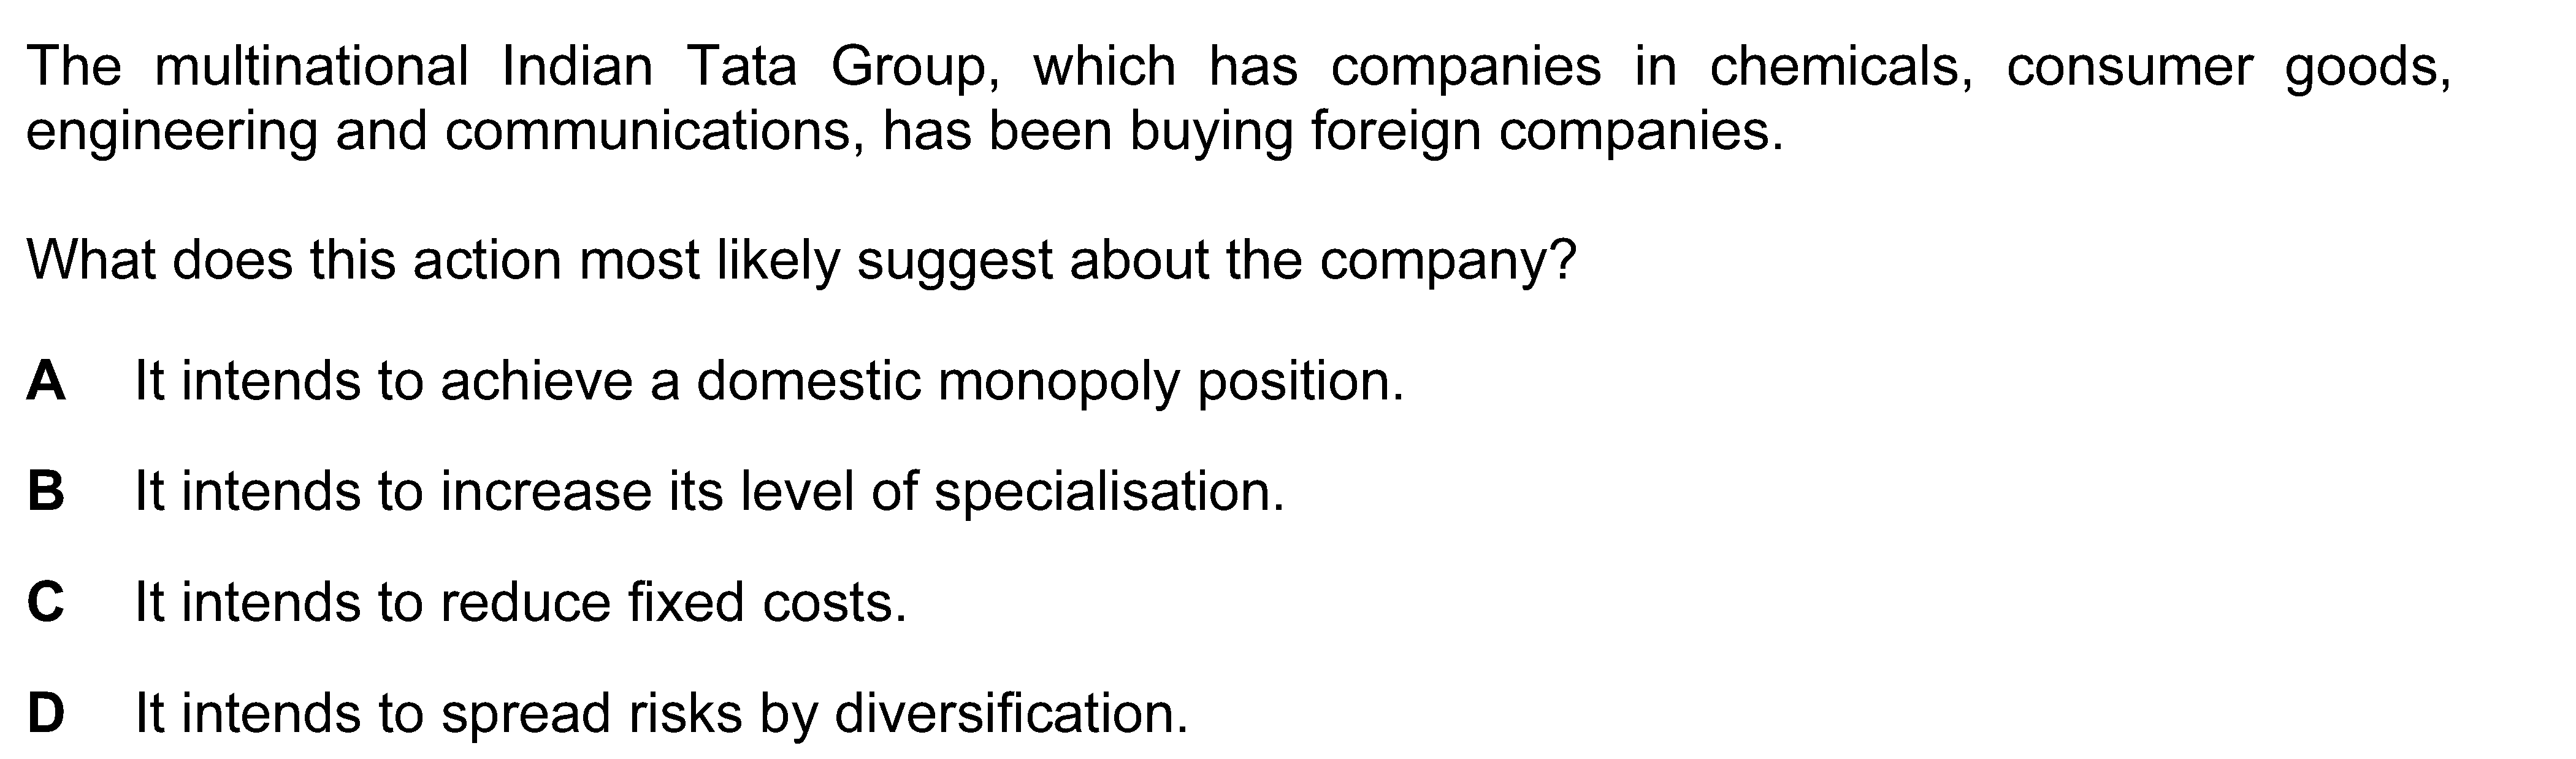 The multinational Indian Tata Group, which has companies in chemicals, consumer goods,
engineering and communications, has been buying foreign companies.
What does this action most likely suggest about the company?
A It intends to achieve a domestic monopoly position.
B It intends to increase its level of specialisation.
C It intends to reduce fixed costs.
D It intends to spread risks by diversification.